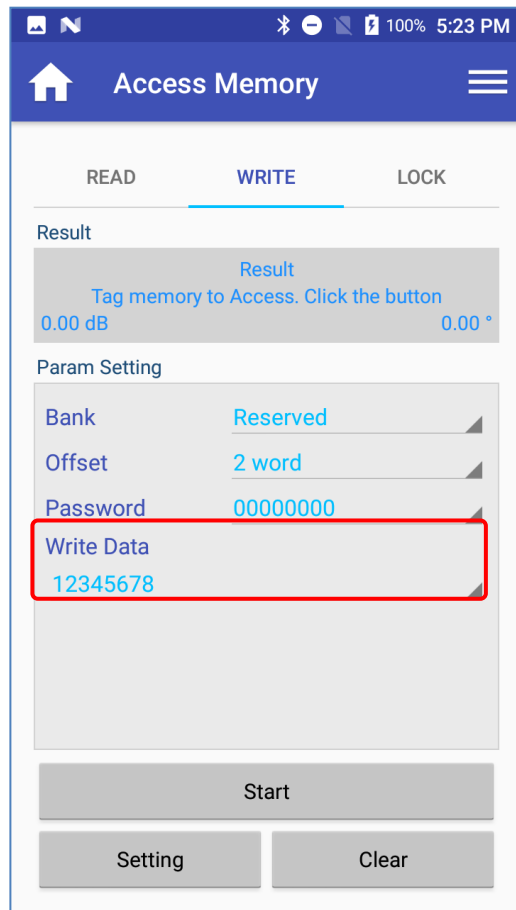 100% 5:23 PM
Access Memory
READ WRITE LOCK
Result
Result
Tag memory to Access. Click the button
0.00 dB 0.00 °
Param Setting
Bank Reserved
Offset 2 word
Password 00000000
Write Data
12345678
Start
Setting Clear